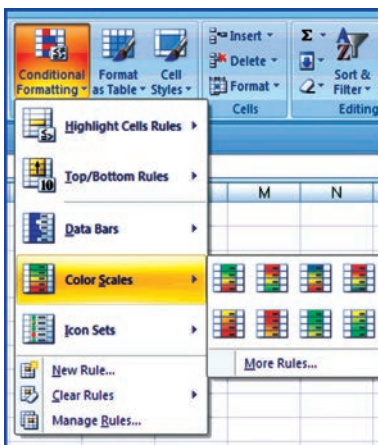 Conditional Formatting
Format as Table
Cell Styles
Insert
Delete
Format
Cells
Σ
A
Z
Sort & Filter
Editing
Highlight Cells Rules
Top/Bottom Rules
10
M N
Data Bars
Color Scales
Icon Sets
More Rules...
New Rule...
Clear Rules
Manage Rules...